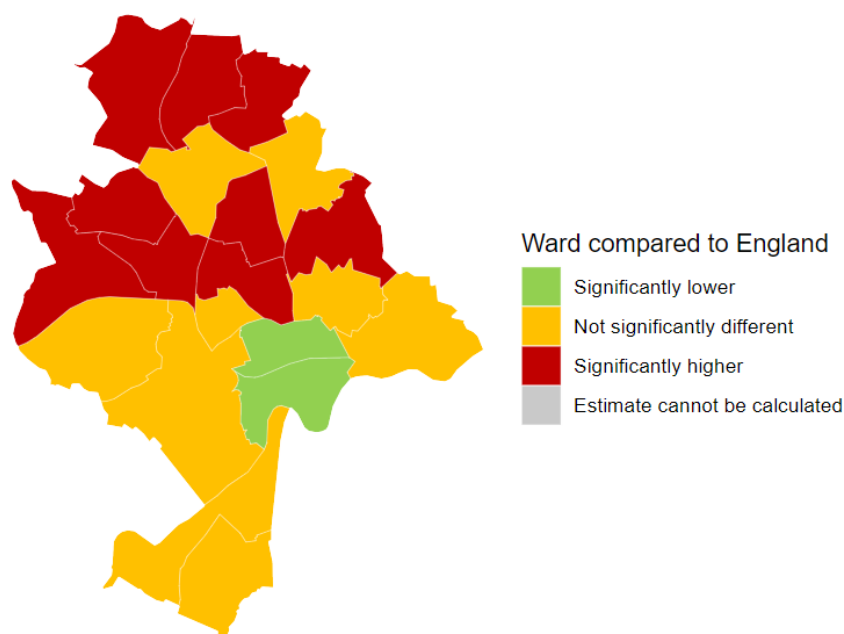 Ward compared to England
Significantly lower
Not significantly different
Significantly higher
Estimate cannot be calculated